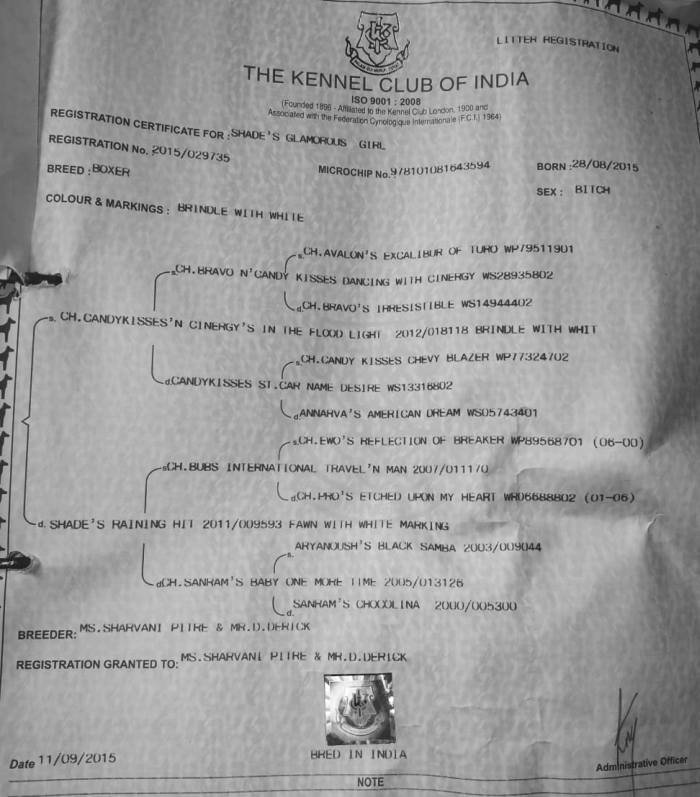 LITTER REGISTRATION
THE KENNEL CLUB OF INDIA
ISO 9001 : 2008
(Founded 1896 - Affiliated to the Kennel Club London, 1900 and
Associated with the Federation Cynologique Internationale (F.C.I.) 1964)
REGISTRATION CERTIFICATE FOR : SHADE'S GLAMOROUS GIRL
REGISTRATION No. 2015/029735
MICROCHIP No. 978101081643594
BORN : 28/08/2015
BREED : BOXER
SEX : BITCH
COLOUR & MARKINGS : BRINDLE WITH WHITE
s. CH.AVALON'S EXCALIBUR OF TURO WP79511901
s. CH.BRAVO N'CANDY KISSES DANCING WITH CINERGY WS28935802
d. CH.BRAVO'S IRRESISTIBLE WS14944402
s. CH.CANDYKISSES'N CINERGY'S IN THE FLOOD LIGHT 2012/018118 BRINDLE WITH WHIT
s. CH.CANDY KISSES CHEVY BLAZER WP77324702
d. CANDYKISSES ST.CAR NAME DESIRE WS13316802
d. ANNARVA'S AMERICAN DREAM WS05743401
s. CH.EWO'S REFLECTION OF BREAKER WP89568701 (06-00)
s. CH.BUBS INTERNATIONAL TRAVEL'N MAN 2007/011170
d. CH.PRO'S ETCHED UPON MY HEART WR06688802 (01-06)
d. SHADE'S RAINING HIT 2011/009593 FAWN WITH WHITE MARKING
s. ARYANOUSH'S BLACK SAMBA 2003/009044
d. CH.SANHAM'S BABY ONE MORE TIME 2005/013126
d. SANHAM'S CHOCOLINA 2000/005300
BREEDER: MS.SHARVANI PITRE & MR.D.DERICK
REGISTRATION GRANTED TO: MS.SHARVANI PITRE & MR.D.DERICK
BRED IN INDIA
Date 11/09/2015
Administrative Officer
NOTE